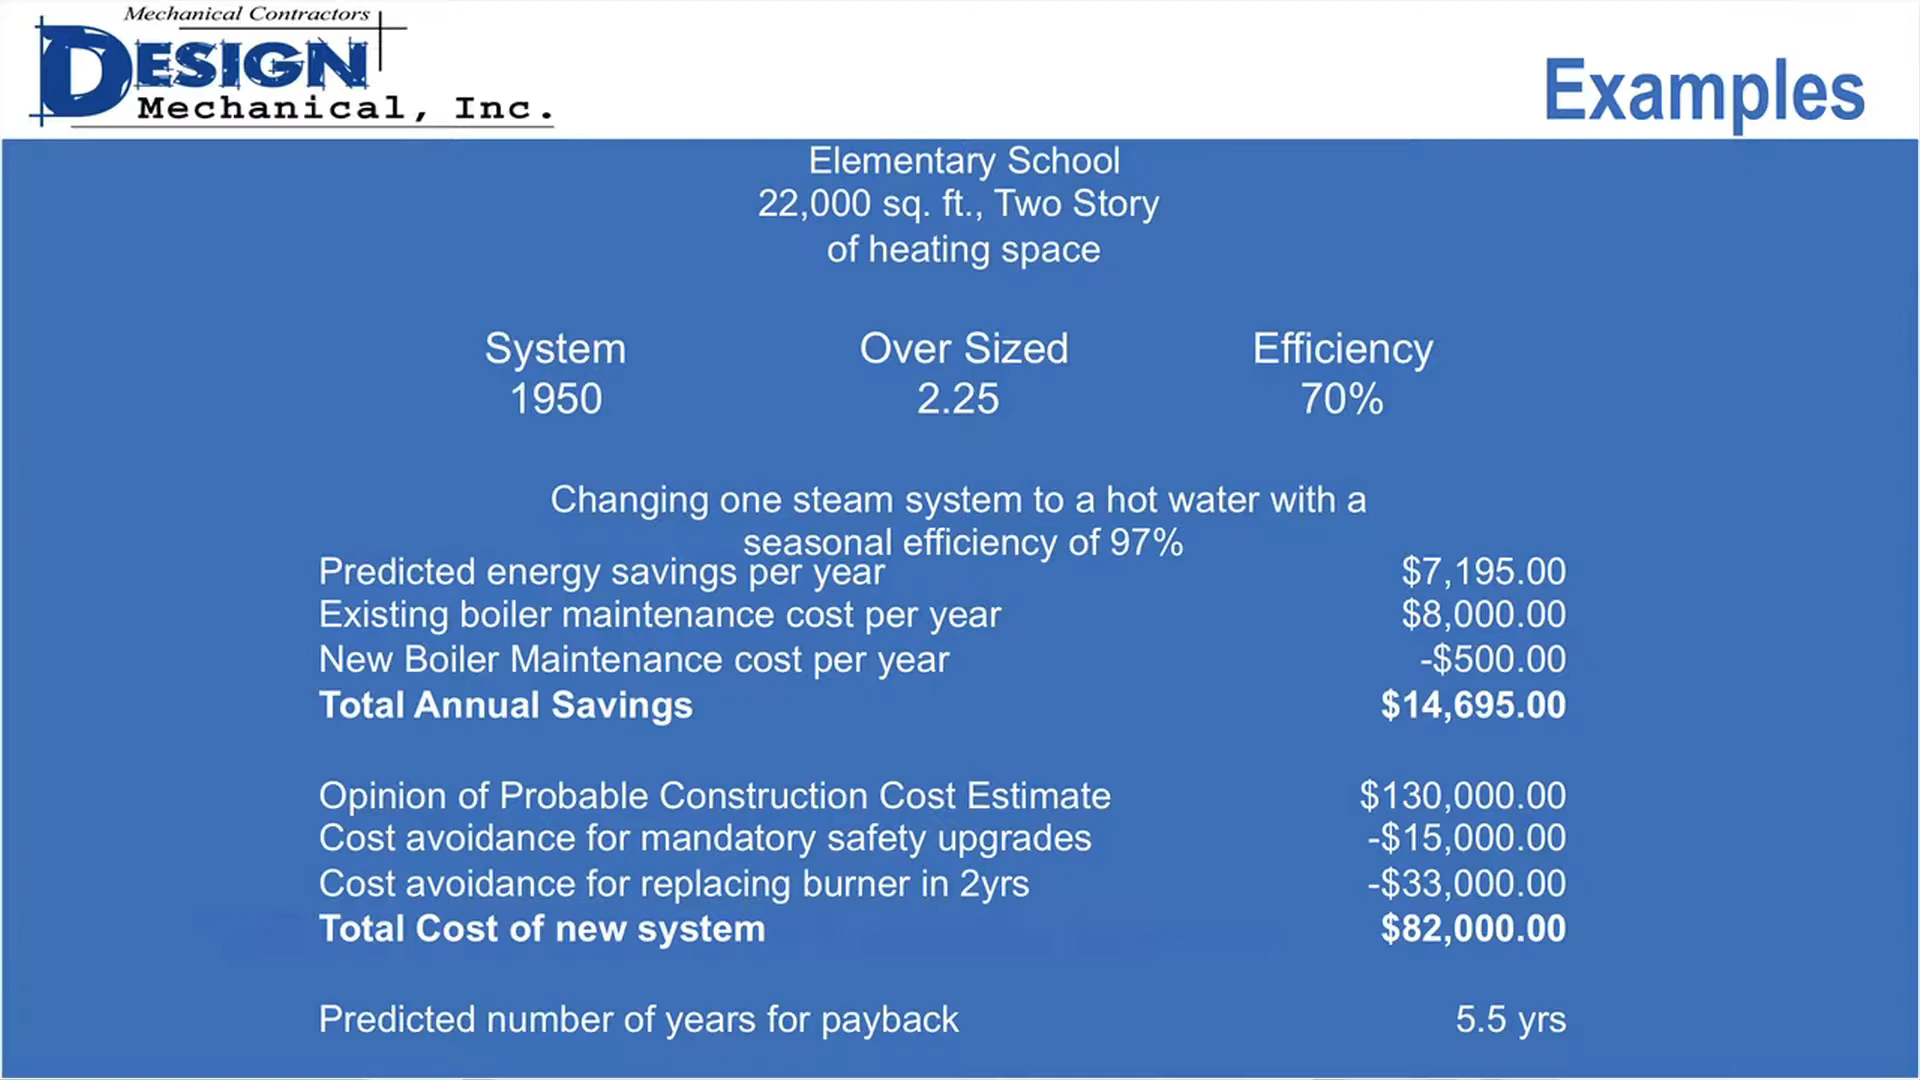 Mechanical Contractors
DESIGN
Mechanical, Inc.
Examples
Elementary School
22,000 sq. ft., Two Story
of heating space
System Over Sized Efficiency
1950 2.25 70%
Changing one steam system to a hot water with a
seasonal efficiency of 97%
Predicted energy savings per year $7,195.00
Existing boiler maintenance cost per year $8,000.00
New Boiler Maintenance cost per year -$500.00
Total Annual Savings $14,695.00
Opinion of Probable Construction Cost Estimate $130,000.00
Cost avoidance for mandatory safety upgrades -$15,000.00
Cost avoidance for replacing burner in 2yrs -$33,000.00
Total Cost of new system $82,000.00
Predicted number of years for payback 5.5 yrs